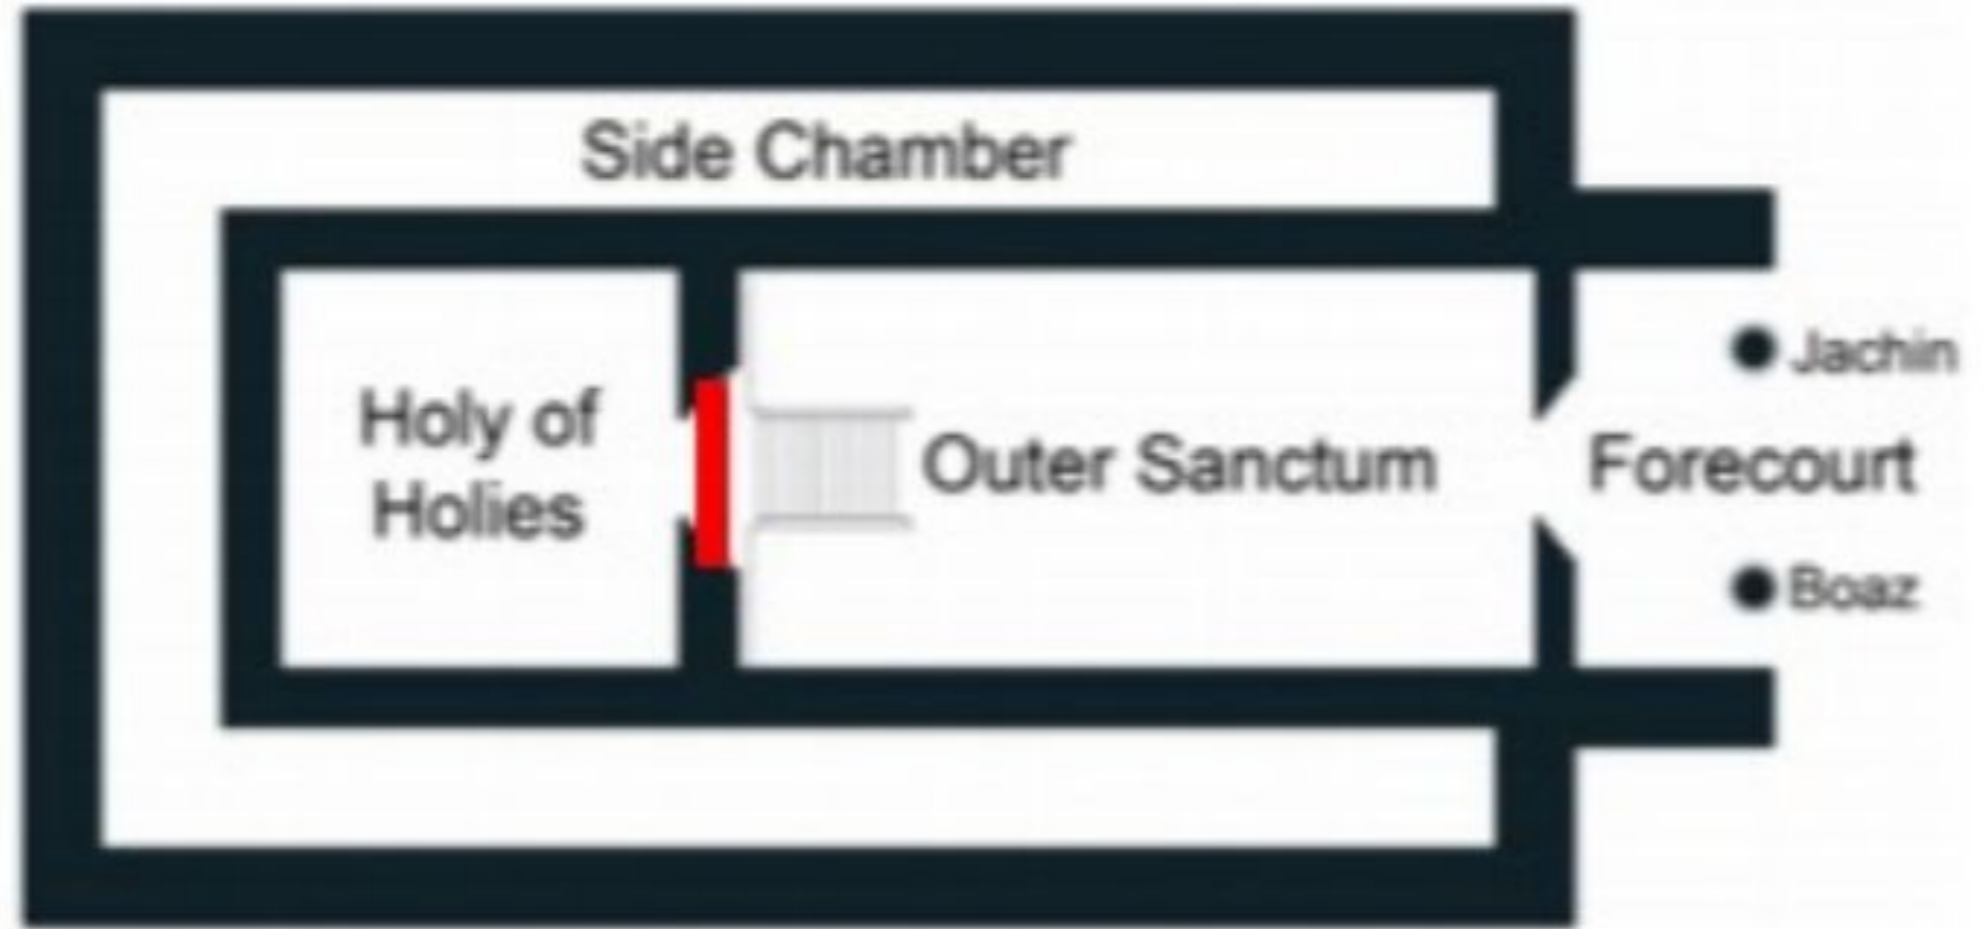 Side Chamber
Holy of
Holies
Outer Sanctum
Forecourt
Jachin
Boaz